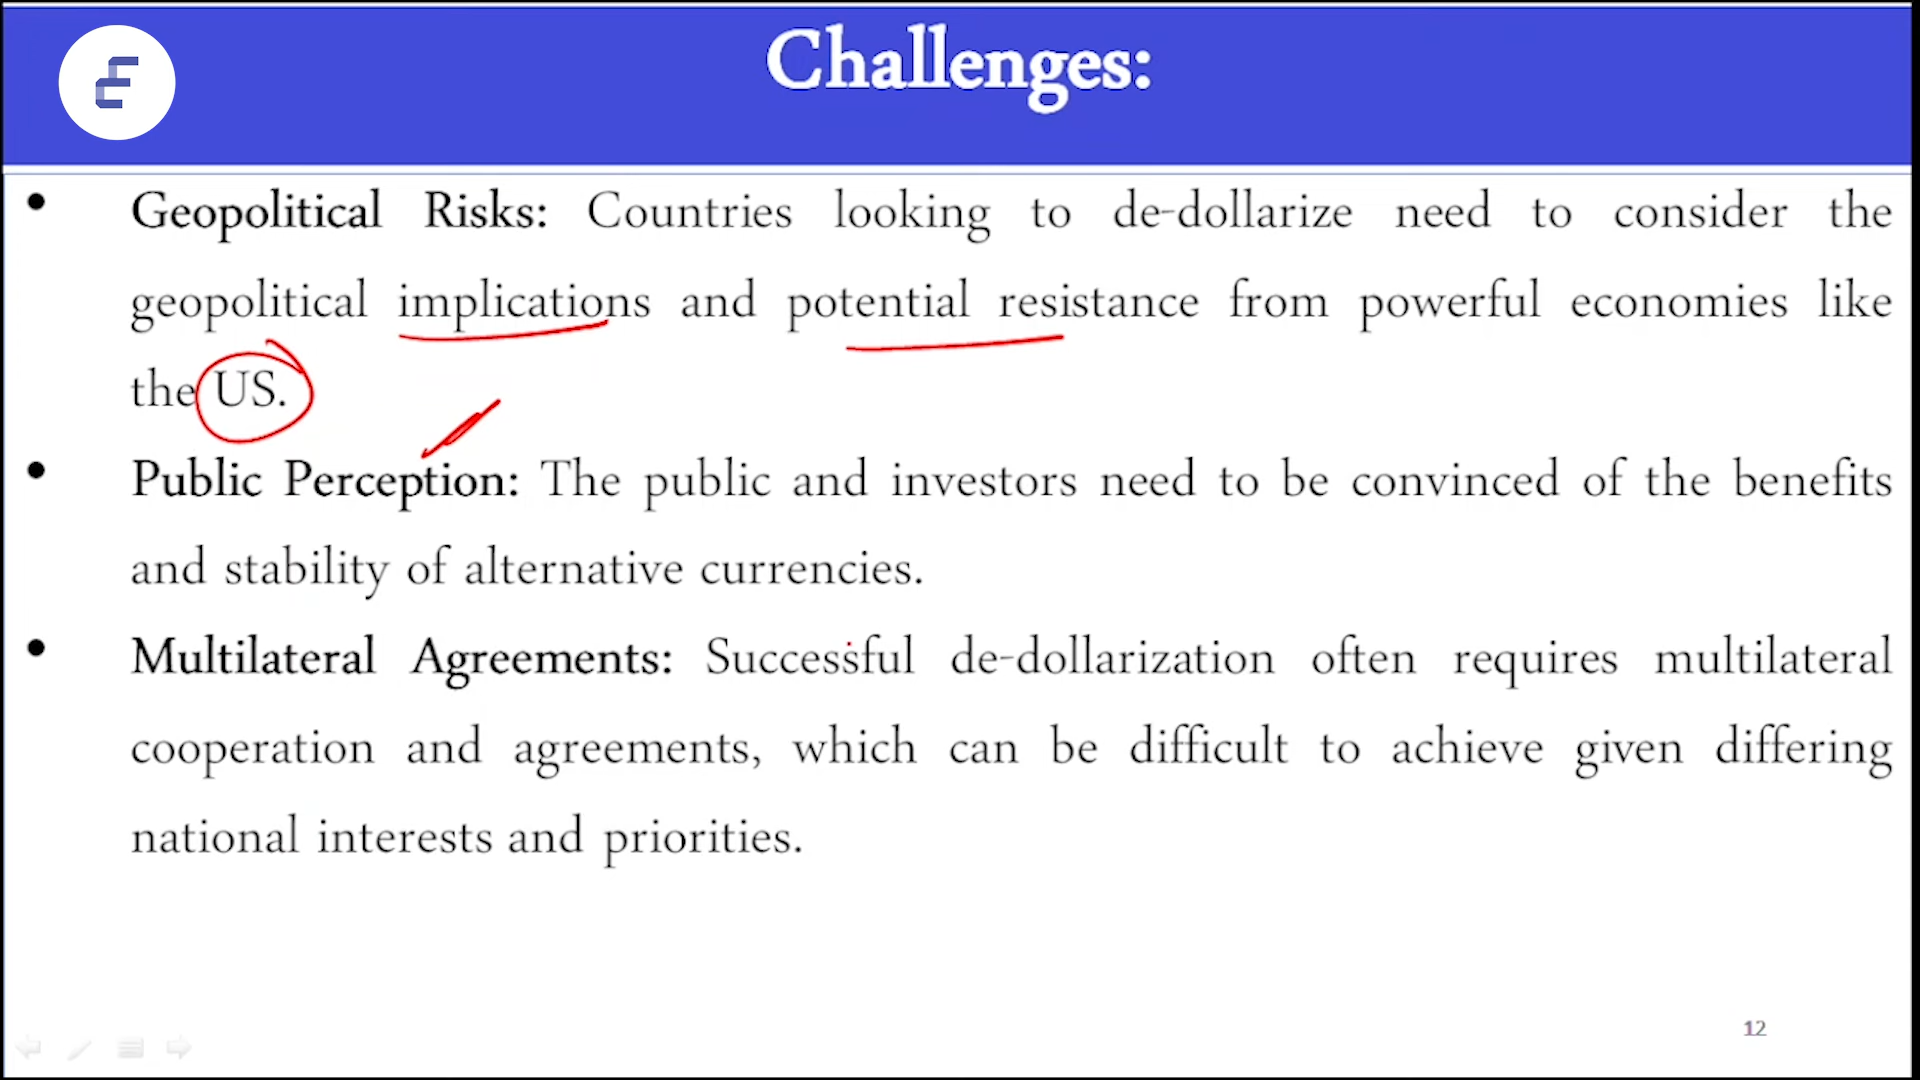 Challenges:
• Geopolitical Risks: Countries looking to de-dollarize need to consider the
geopolitical implications and potential resistance from powerful economies like
the US.
• Public Perception: The public and investors need to be convinced of the benefits
and stability of alternative currencies.
• Multilateral Agreements: Successful de-dollarization often requires multilateral
cooperation and agreements, which can be difficult to achieve given differing
national interests and priorities.
12